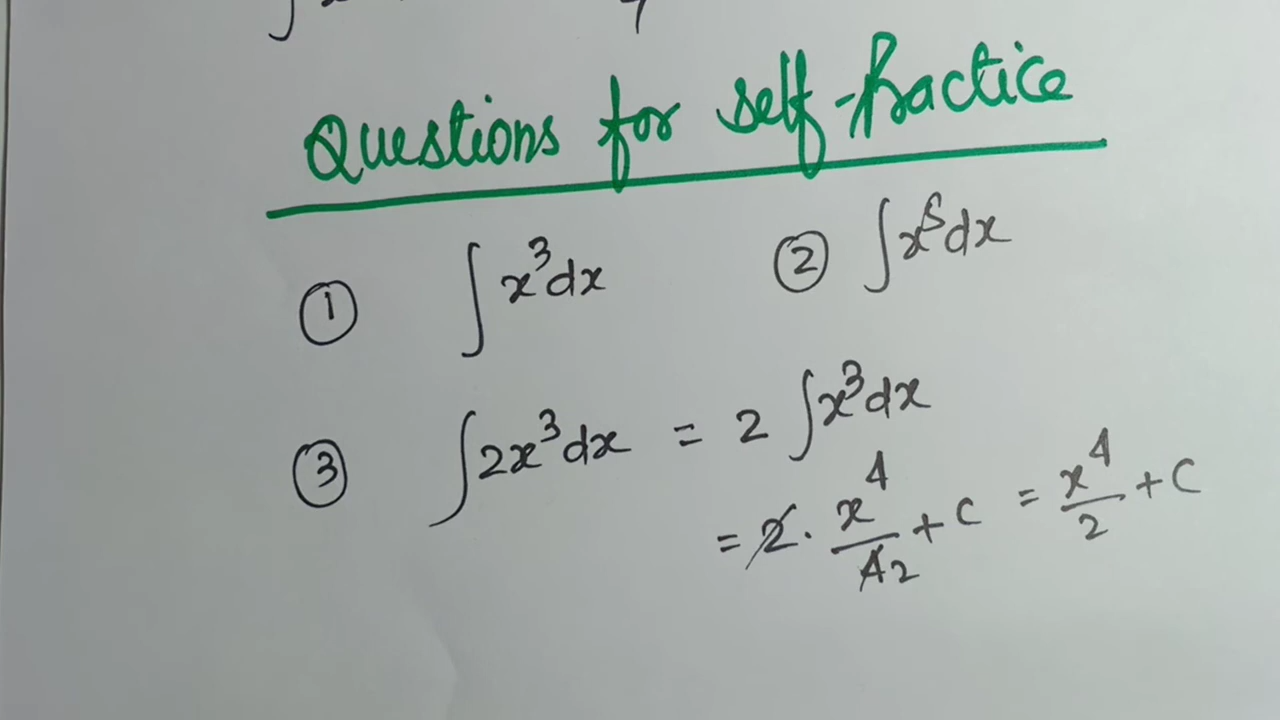 Questions for self-Practice
① ∫x³dx ② ∫x⁵dx
③ ∫2x³dx = 2 ∫x³dx
= 2. x⁴/4 2 + C = x⁴/2 + C